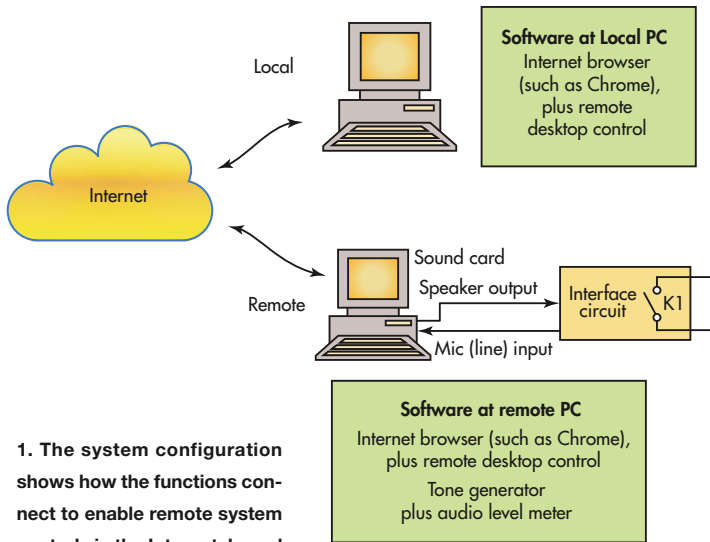 Software at Local PC
Internet browser
(such as Chrome),
plus remote
desktop control
Local
Internet
Sound card
Speaker output
Remote
Interface
circuit
K1
Mic (line) input
Software at remote PC
Internet browser (such as Chrome),
plus remote desktop control
Tone generator
plus audio level meter
1. The system configuration
shows how the functions con-
nect to enable remote system